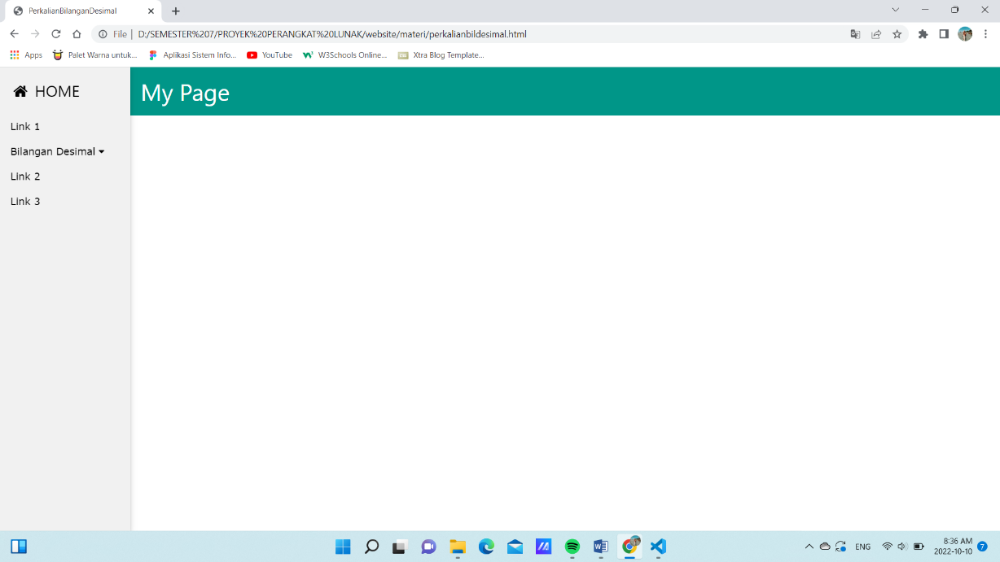 PerkalianBilanganDesimal
File | D:/SEMESTER%207/PROYEK%20PERANGKAT%20LUNAK/website/materi/perkalianbildesimal.html
Apps Palet Warna untuk... Aplikasi Sistem Info... YouTube W3Schools Online... Xtra Blog Template...
HOME
My Page
Link 1
Bilangan Desimal
Link 2
Link 3
ENG
8:36 AM
2022-10-10
7